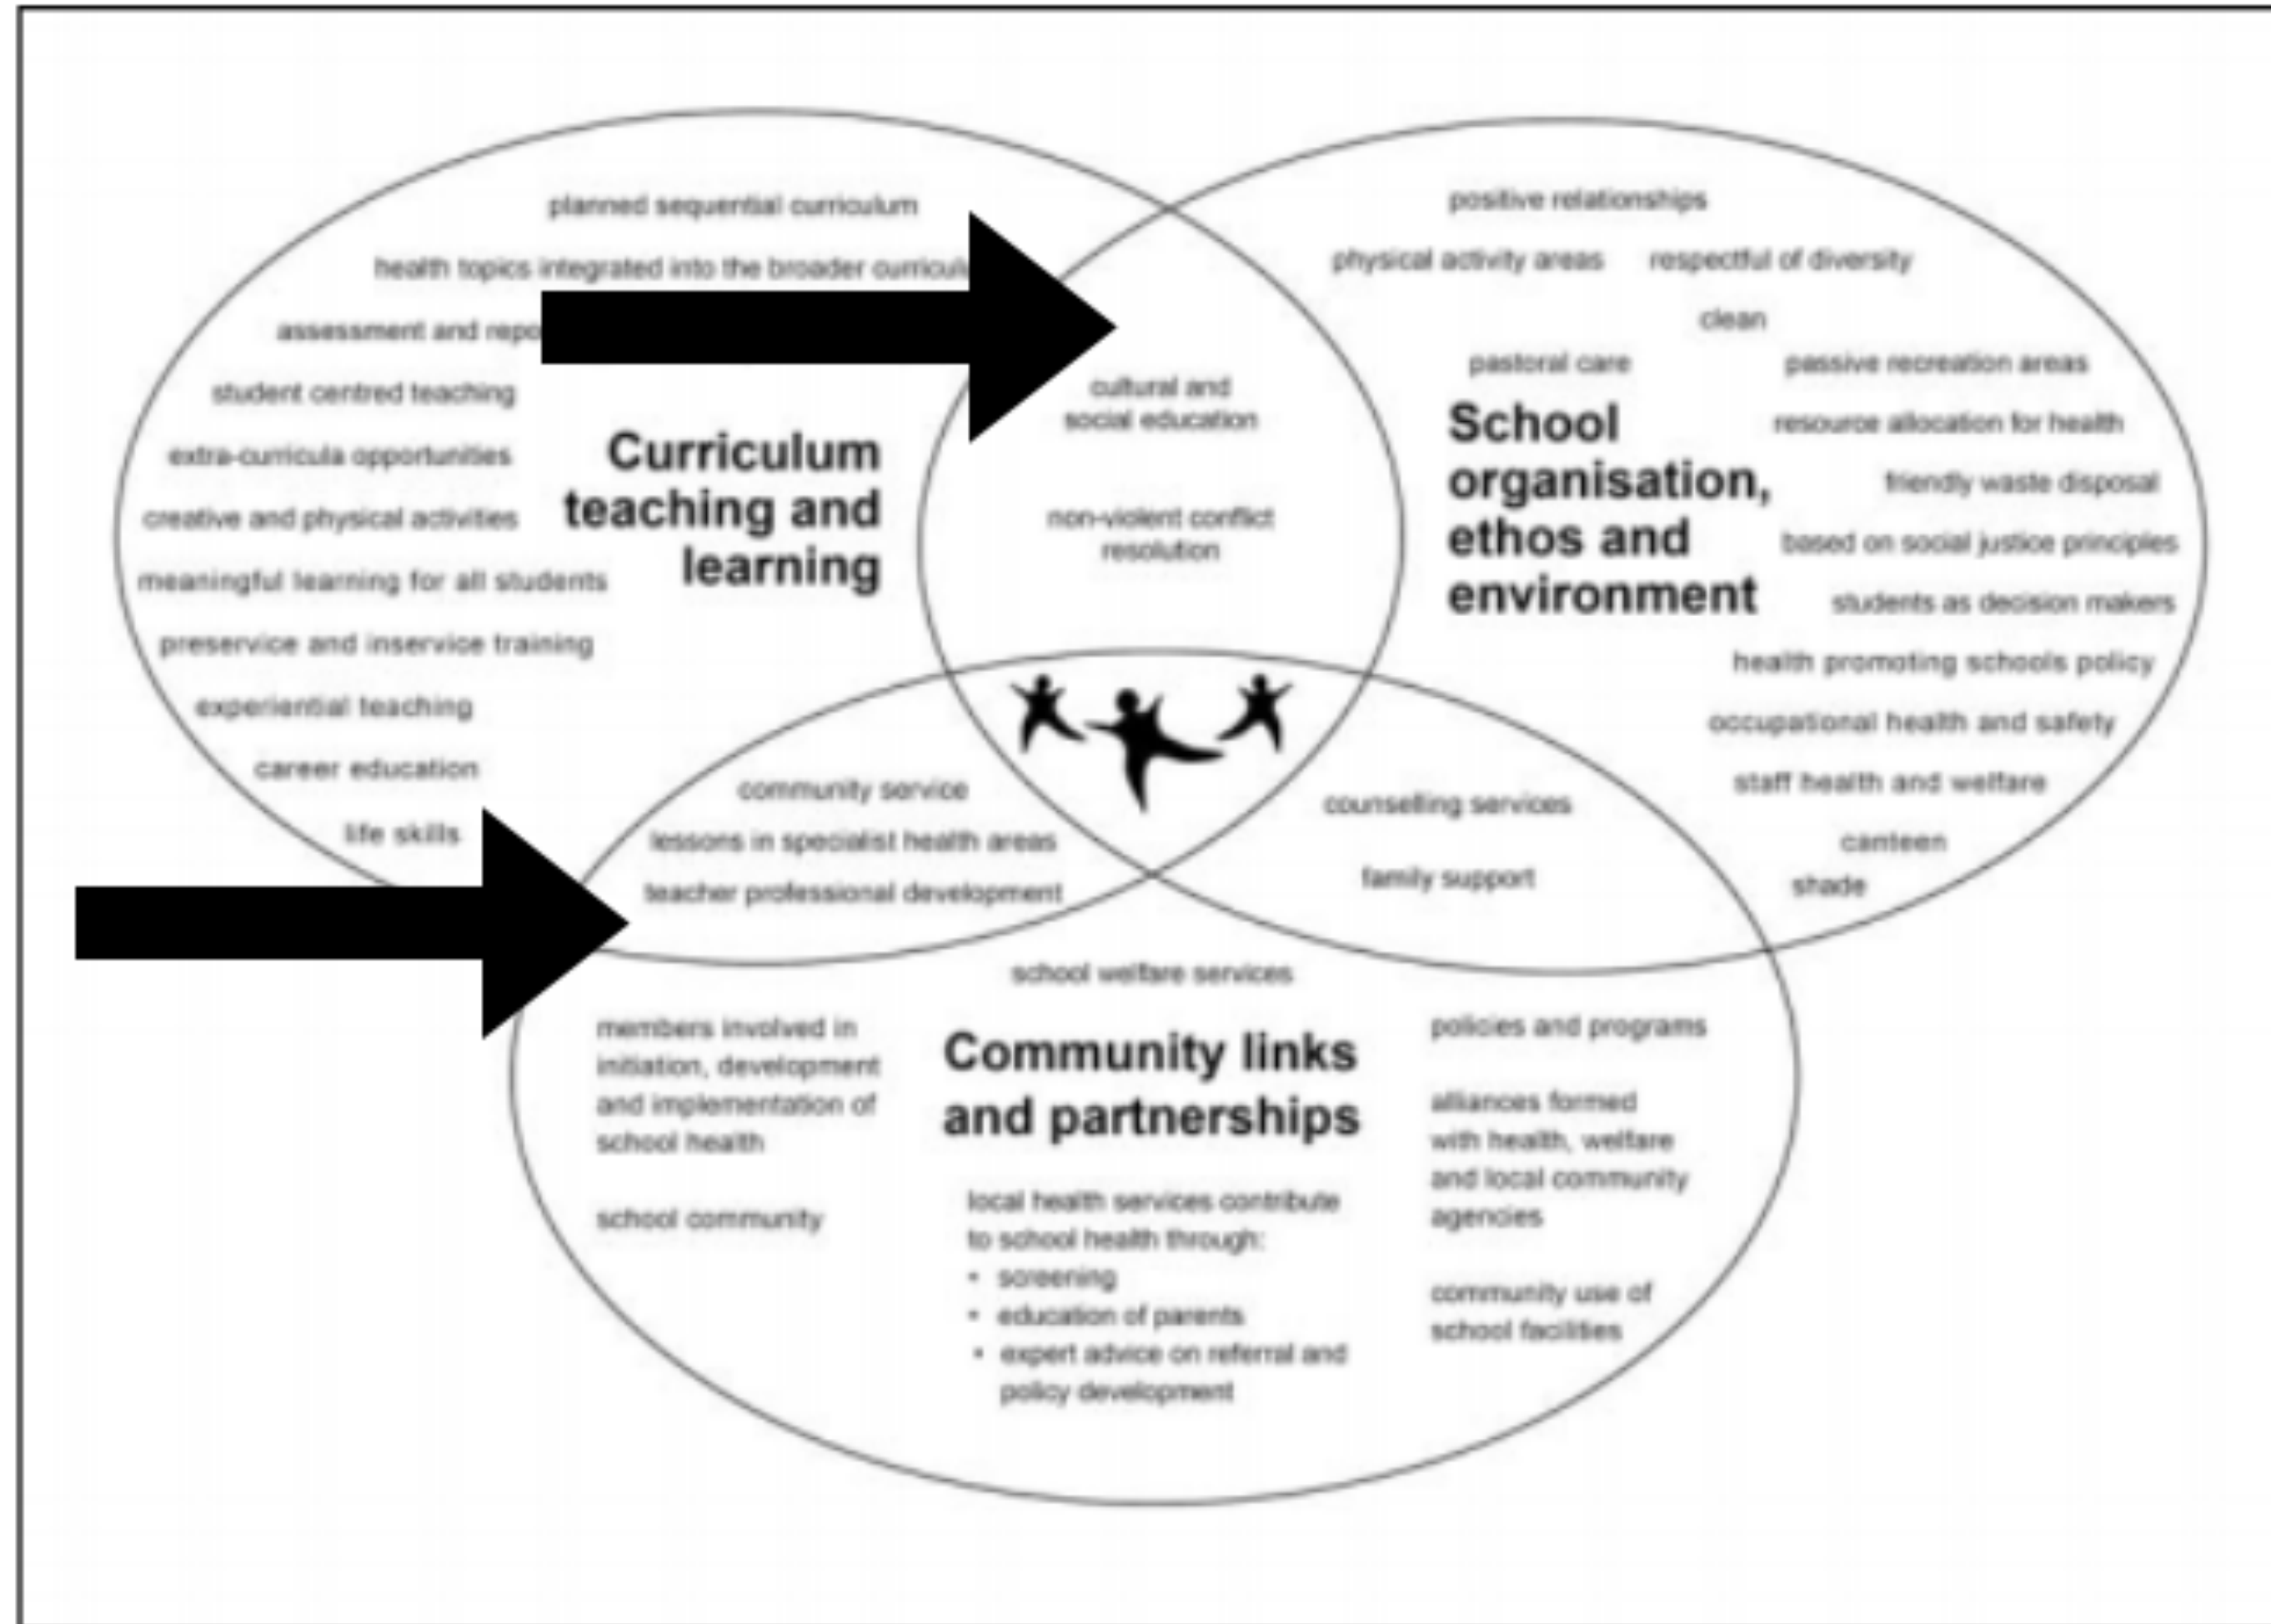 planned sequential curriculum
health topics integrated into the broader
assessment and
student centred teaching
extra-curricula opportunities
creative and physical activities
meaningful learning for all students
preservice and inservice training
experiential teaching
career education
life skills
Curriculum
teaching and
learning
cultural and
social education
non-violent conflict
resolution
positive relationships
physical activity areas
respectful of diversity
clean
pastoral care
passive recreation areas
School
organisation,
ethos and
environment
resource allocation for health
friendly waste disposal
based on social justice principles
students as decision makers
health promoting schools policy
occupational health and safety
staff health and welfare
canteen
shade
community service
lessons in specialist health areas
teacher professional development
counselling services
family support
school welfare services
members involved in
initiation, development
and implementation of
school health
school community
Community links
and partnerships
local health services contribute
to school health through:
• screening
• education of parents
• expert advice on referral and
policy development
policies and programs
alliances formed
with health, welfare
and local community
agencies
community use of
school facilities